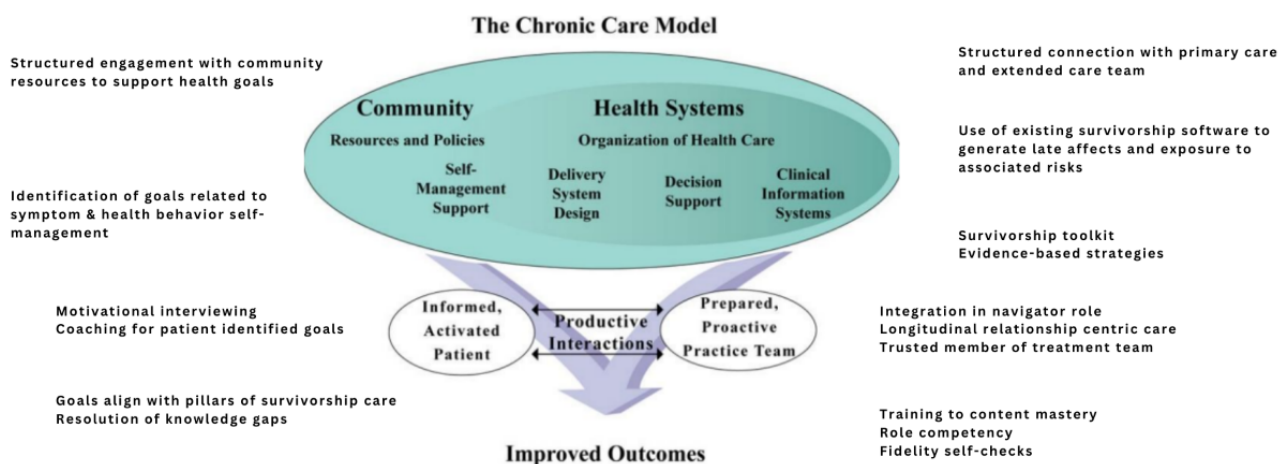 The Chronic Care Model
Structured engagement with community
resources to support health goals
Identification of goals related to
symptom & health behavior self-
management
Motivational interviewing
Coaching for patient identified goals
Goals align with pillars of survivorship care
Resolution of knowledge gaps
Community
Resources and Policies
Health Systems
Organization of Health Care
Self-
Management
Support
Delivery
System
Design
Decision
Support
Clinical
Information
Systems
Informed,
Activated
Patient
Productive
Interactions
Prepared,
Proactive
Practice Team
Improved Outcomes
Structured connection with primary care
and extended care team
Use of existing survivorship software to
generate late affects and exposure to
associated risks
Survivorship toolkit
Evidence-based strategies
Integration in navigator role
Longitudinal relationship centric care
Trusted member of treatment team
Training to content mastery
Role competency
Fidelity self-checks